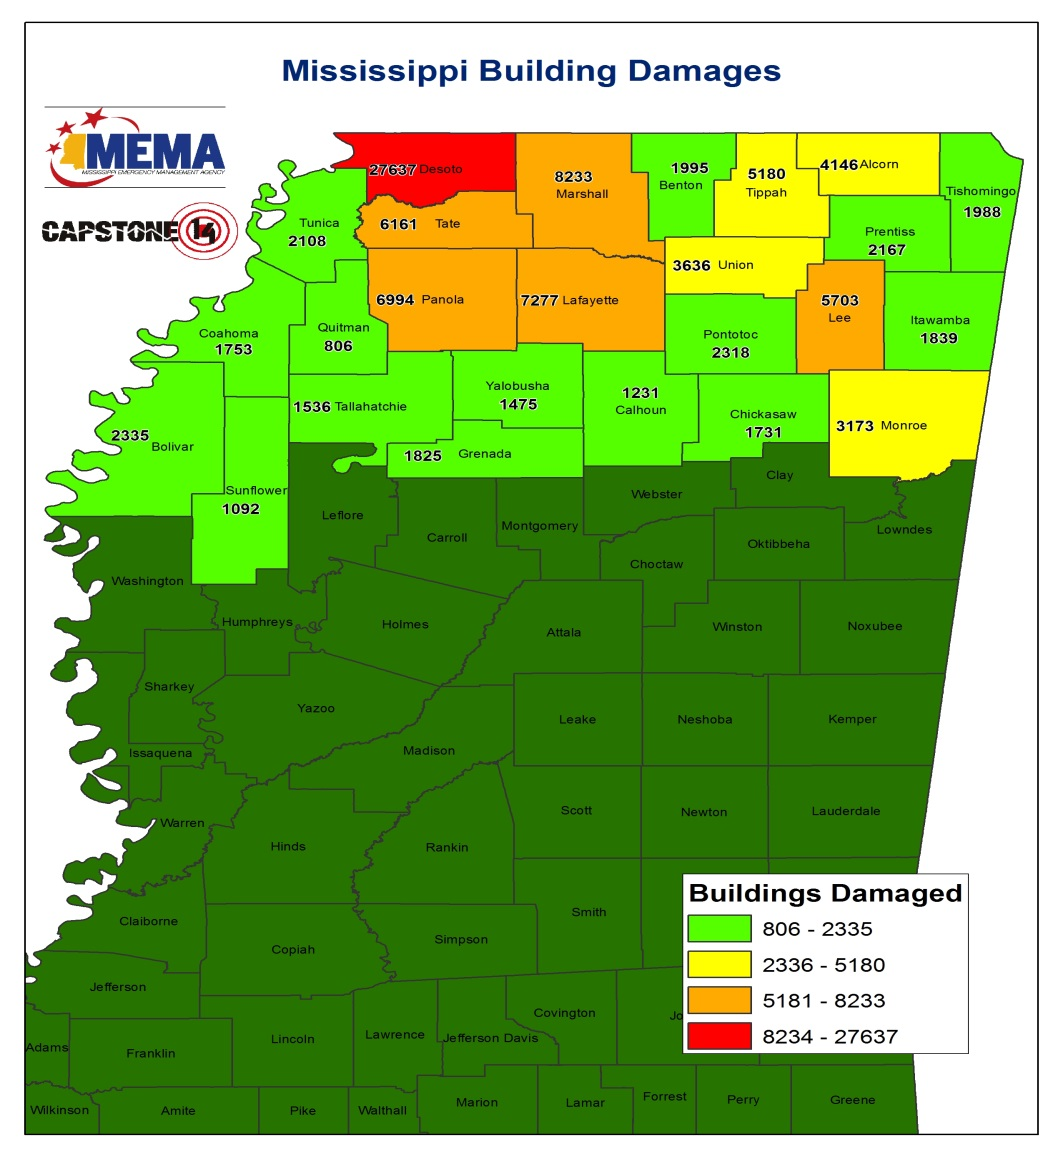 Mississippi Building Damages
MEMA
MISSISSIPPI EMERGENCY MANAGEMENT AGENCY
CAPSTONE 14
27637 Desoto
8233
Marshall
1995
Benton
5180
Tippah
4146 Alcorn
Tishomingo
1988
Tunica
2108
6161 Tate
Prentiss
2167
3636 Union
6994 Panola
7277 Lafayette
5703
Lee
Itawamba
1839
Coahoma
1753
Quitman
806
Pontotoc
2318
1536 Tallahatchie
Yalobusha
1475
1231
Calhoun
Chickasaw
1731
3173 Monroe
2335 Bolivar
1825 Grenada
Sunflower
1092
Clay
Webster
Leflore
Carroll
Montgomery
Lowndes
Oktibbeha
Choctaw
Washington
Humphreys
Holmes
Attala
Winston
Noxubee
Sharkey
Yazoo
Leake
Neshoba
Kemper
Issaquena
Madison
Warren
Scott
Newton
Lauderdale
Hinds
Rankin
Claiborne
Smith
Copiah
Simpson
Jefferson
Covington
Jo
Adams
Franklin
Lincoln
Lawrence
Jefferson Davis
Wilkinson
Amite
Pike
Walthall
Marion
Lamar
Forrest
Perry
Greene
Buildings Damaged
806 - 2335
2336 - 5180
5181 - 8233
8234 - 27637